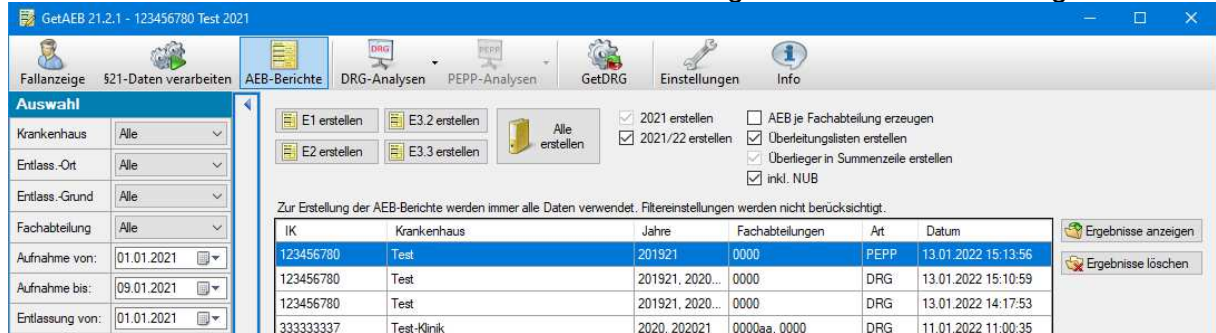 GetAEB 21.2.1 - 123456780 Test 2021
Fallanzeige §21-Daten verarbeiten AEB-Berichte DRG-Analysen PEPP-Analysen GetDRG Einstellungen Info
DRG PEPP
Auswahl
Krankenhaus Alle
Entlass.-Ort Alle
Entlass.-Grund Alle
Fachabteilung Alle
Aufnahme von: 01.01.2021
Aufnahme bis: 09.01.2021
Entlassung von: 01.01.2021
E1 erstellen E3.2 erstellen
E2 erstellen E3.3 erstellen
Alle
erstellen
2021 erstellen
2021/22 erstellen
AEB je Fachabteilung erzeugen
Überleitungslisten erstellen
Überlieger in Summenzeile erstellen
inkl. NUB
Zur Erstellung der AEB-Berichte werden immer alle Daten verwendet. Filtereinstellungen werden nicht berücksichtigt.
IK Krankenhaus Jahre Fachabteilungen Art Datum
123456780 Test 201921 0000 PEPP 13.01.2022 15:13:56
123456780 Test 201921, 2020... 0000 DRG 13.01.2022 15:10:59
123456780 Test 201921, 2020... 0000 DRG 13.01.2022 14:17:53
333333337 Test-Klinik 2020, 202021 0000aa, 0000 DRG 11.01.2022 11:00:35
Ergebnisse anzeigen
Ergebnisse löschen